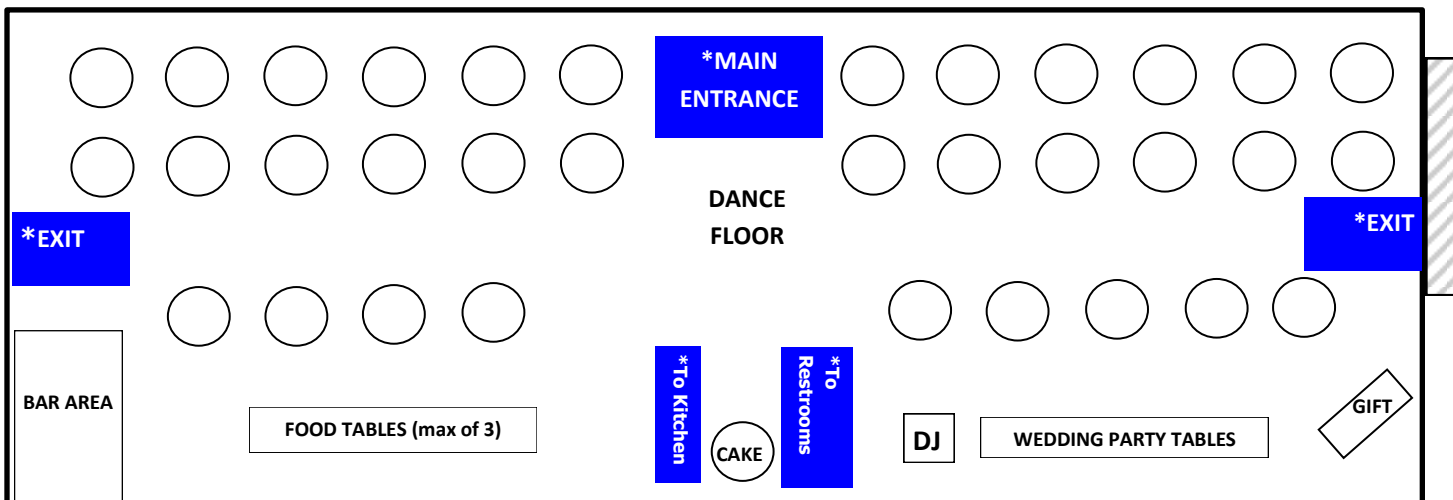 *MAIN
ENTRANCE
DANCE
FLOOR
*EXIT
*EXIT
BAR AREA
FOOD TABLES (max of 3)
*To Kitchen
CAKE
*To
Restrooms
DJ
WEDDING PARTY TABLES
GIFT